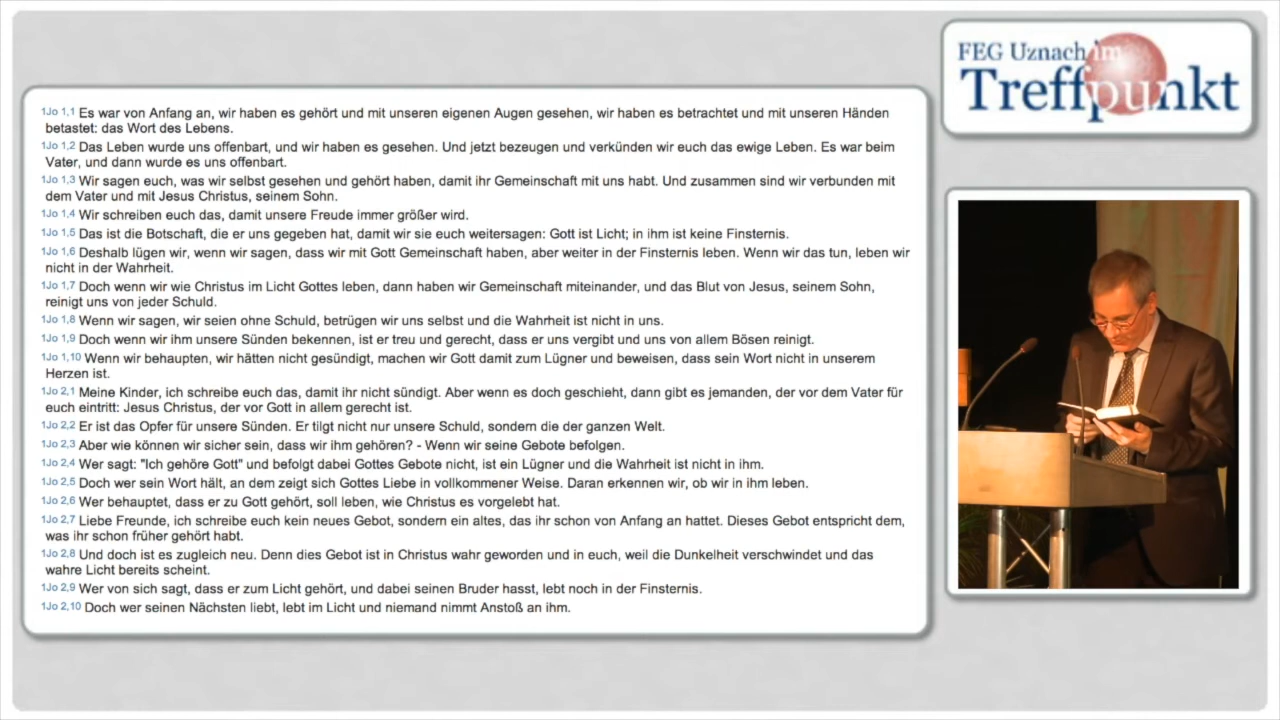 FEG Uznach im
Treffpunkt
1Jo 1,1 Es war von Anfang an, wir haben es gehört und mit unseren eigenen Augen gesehen, wir haben es betrachtet und mit unseren Händen
betastet: das Wort des Lebens.
1Jo 1,2 Das Leben wurde uns offenbart, und wir haben es gesehen. Und jetzt bezeugen und verkünden wir euch das ewige Leben. Es war beim
Vater, und dann wurde es uns offenbart.
1Jo 1,3 Wir sagen euch, was wir selbst gesehen und gehört haben, damit ihr Gemeinschaft mit uns habt. Und zusammen sind wir verbunden mit
dem Vater und mit Jesus Christus, seinem Sohn.
1Jo 1,4 Wir schreiben euch das, damit unsere Freude immer größer wird.
1Jo 1,5 Das ist die Botschaft, die er uns gegeben hat, damit wir sie euch weitersagen: Gott ist Licht; in ihm ist keine Finsternis.
1Jo 1,6 Deshalb lügen wir, wenn wir sagen, dass wir mit Gott Gemeinschaft haben, aber weiter in der Finsternis leben. Wenn wir das tun, leben wir
nicht in der Wahrheit.
1Jo 1,7 Doch wenn wir wie Christus im Licht Gottes leben, dann haben wir Gemeinschaft miteinander, und das Blut von Jesus, seinem Sohn,
reinigt uns von jeder Schuld.
1Jo 1,8 Wenn wir sagen, wir seien ohne Schuld, betrügen wir uns selbst und die Wahrheit ist nicht in uns.
1Jo 1,9 Doch wenn wir ihm unsere Sünden bekennen, ist er treu und gerecht, dass er uns vergibt und uns von allem Bösen reinigt.
1Jo 1,10 Wenn wir behaupten, wir hätten nicht gesündigt, machen wir Gott damit zum Lügner und beweisen, dass sein Wort nicht in unserem
Herzen ist.
1Jo 2,1 Meine Kinder, ich schreibe euch das, damit ihr nicht sündigt. Aber wenn es doch geschieht, dann gibt es jemanden, der vor dem Vater für
euch eintritt: Jesus Christus, der vor Gott in allem gerecht ist.
1Jo 2,2 Er ist das Opfer für unsere Sünden. Er tilgt nicht nur unsere Schuld, sondern die der ganzen Welt.
1Jo 2,3 Aber wie können wir sicher sein, dass wir ihm gehören? - Wenn wir seine Gebote befolgen.
1Jo 2,4 Wer sagt: "Ich gehöre Gott" und befolgt dabei Gottes Gebote nicht, ist ein Lügner und die Wahrheit ist nicht in ihm.
1Jo 2,5 Doch wer sein Wort hält, an dem zeigt sich Gottes Liebe in vollkommener Weise. Daran erkennen wir, ob wir in ihm leben.
1Jo 2,6 Wer behauptet, dass er zu Gott gehört, soll leben, wie Christus es vorgelebt hat.
1Jo 2,7 Liebe Freunde, ich schreibe euch kein neues Gebot, sondern ein altes, das ihr schon von Anfang an hattet. Dieses Gebot entspricht dem,
was ihr schon früher gehört habt.
1Jo 2,8 Und doch ist es zugleich neu. Denn dies Gebot ist in Christus wahr geworden und in euch, weil die Dunkelheit verschwindet und das
wahre Licht bereits scheint.
1Jo 2,9 Wer von sich sagt, dass er zum Licht gehört, und dabei seinen Bruder hasst, lebt noch in der Finsternis.
1Jo 2,10 Doch wer seinen Nächsten liebt, lebt im Licht und niemand nimmt Anstoß an ihm.